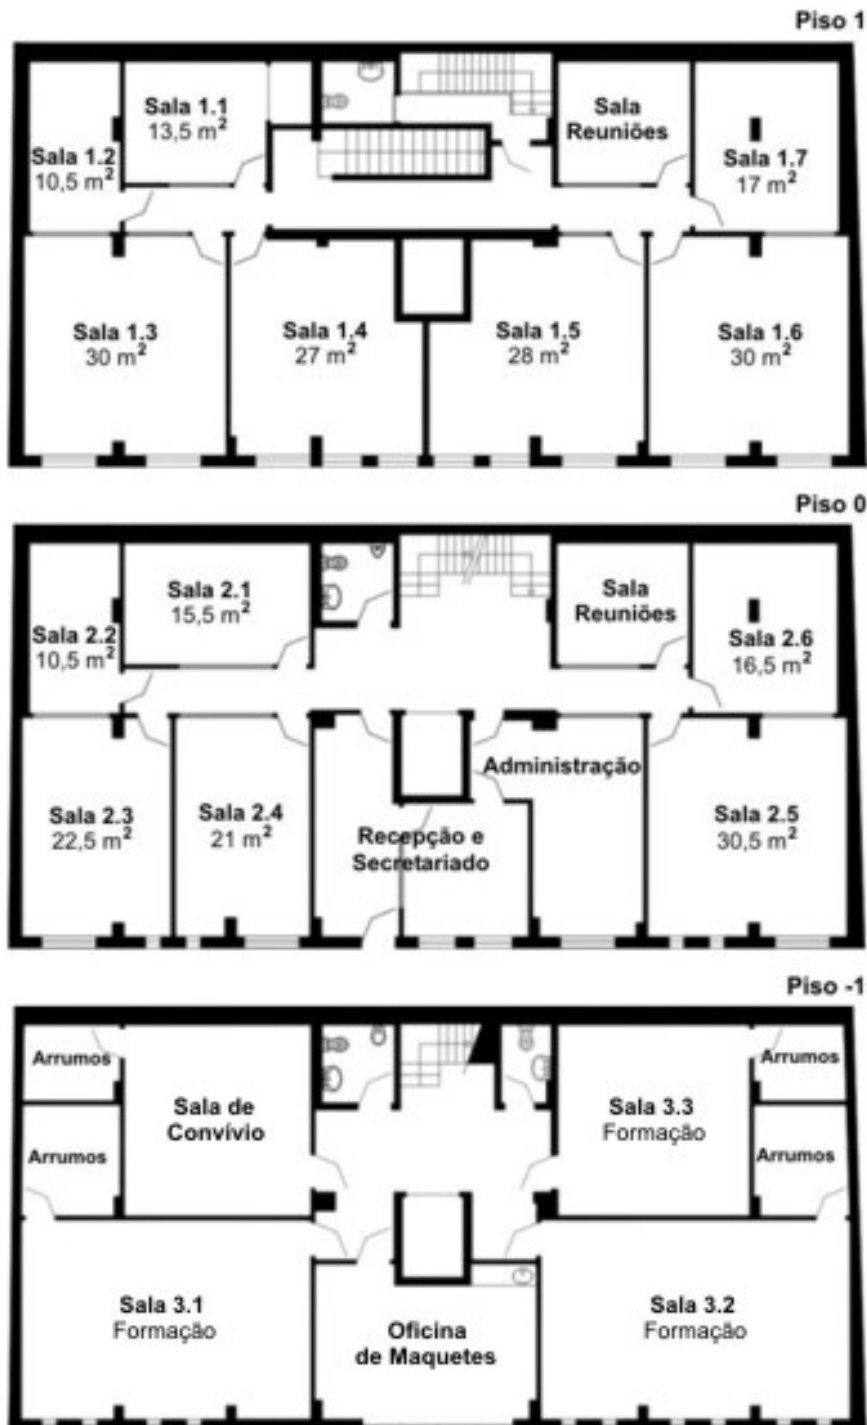 Piso 1
Sala 1.1
13,5 m²
Sala 1.2
10,5 m²
Sala
Reuniões
Sala 1.7
17 m²
Sala 1.3
30 m²
Sala 1.4
27 m²
Sala 1.5
28 m²
Sala 1.6
30 m²
Piso 0
Sala 2.1
15,5 m²
Sala 2.2
10,5 m²
Sala
Reuniões
Sala 2.6
16,5 m²
Sala 2.3
22,5 m²
Sala 2.4
21 m²
Recepção e
Secretariado
Administração
Sala 2.5
30,5 m²
Piso -1
Arrumos
Sala de
Convívio
Arrumos
Sala 3.3
Formação
Arrumos
Arrumos
Sala 3.1
Formação
Oficina
de Maquetes
Sala 3.2
Formação